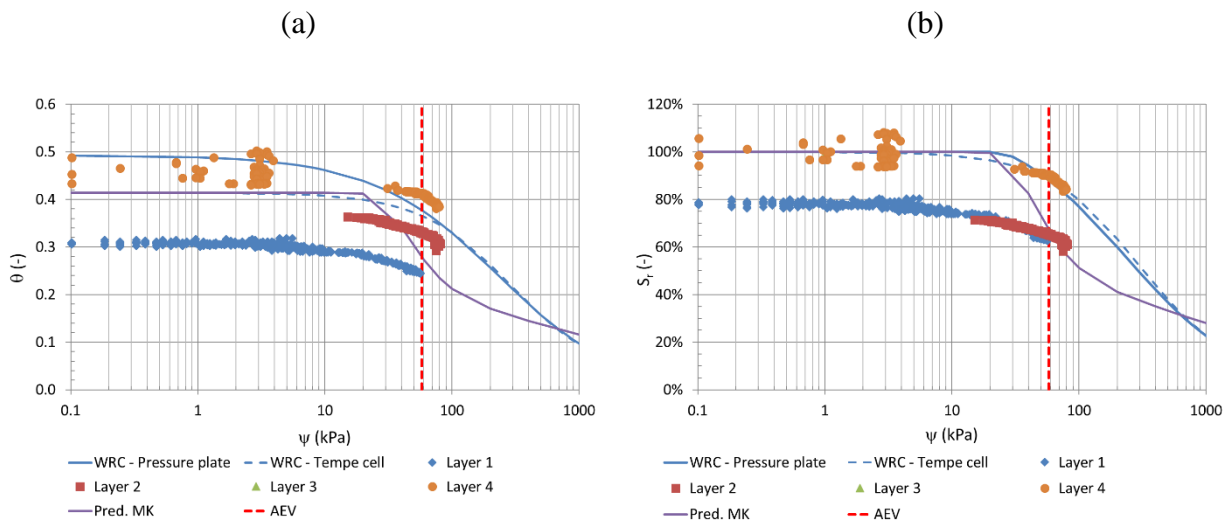 (a) (b)
0.6 120%
0.5 100%
0.4 80%
θ (-) Sr (-)
0.3 60%
0.2 40%
0.1 20%
0.0 0%
0.1 1 10 100 1000 0.1 1 10 100 1000
ψ (kPa) ψ (kPa)
WRC - Pressure plate WRC - Tempe cell Layer 1 WRC - Pressure plate WRC - Tempe cell Layer 1
Layer 2 Layer 3 Layer 4 Layer 2 Layer 3 Layer 4
Pred. MK AEV Pred. MK AEV